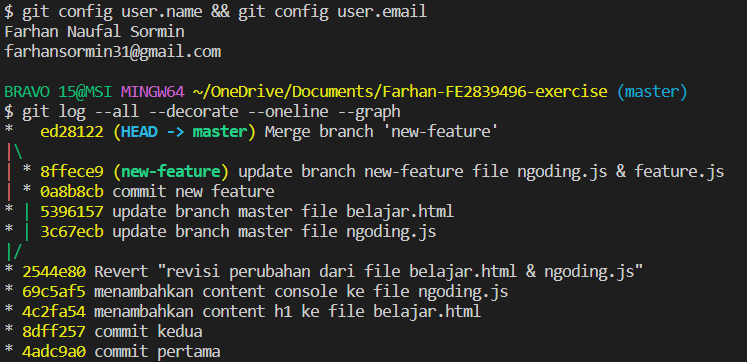 $ git config user.name && git config user.email
Farhan Naufal Sormin
farhansormin31@gmail.com
BRAVO 15@MSI MINGW64 ~/OneDrive/Documents/Farhan-FE2839496-exercise (master)
$ git log --all --decorate --oneline --graph
*   ed28122 (HEAD -> master) Merge branch 'new-feature'
|\
| * 8ffece9 (new-feature) update branch new-feature file ngoding.js & feature.js
| * 0a8b8cb commit new feature
* | 5396157 update branch master file belajar.html
* | 3c67ecb update branch master file ngoding.js
|/
* 2544e80 Revert "revisi perubahan dari file belajar.html & ngoding.js"
* 69c5af5 menambahkan content console ke file ngoding.js
* 4c2fa54 menambahkan content h1 ke file belajar.html
* 8dff257 commit kedua
* 4adc9a0 commit pertama